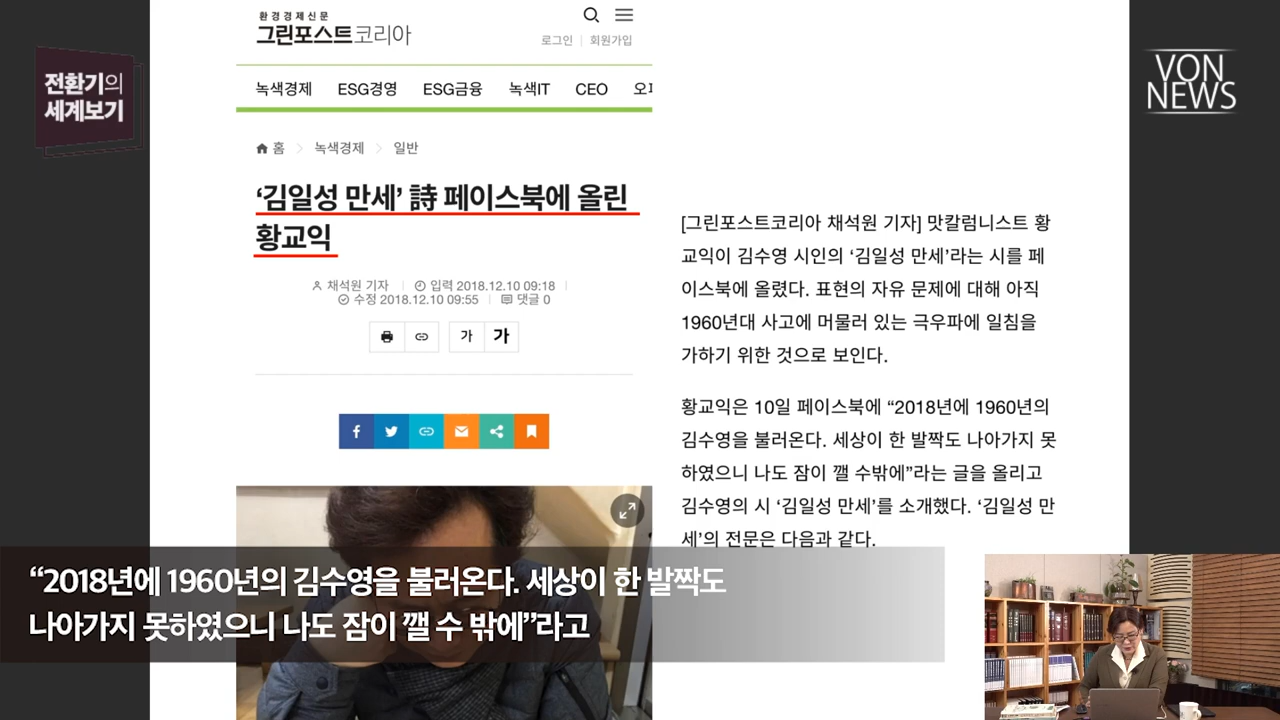 전환기의
세계보기
환경경제신문
그린포스트코리아
로그인 | 회원가입
녹색경제 ESG경영 ESG금융 녹색IT CEO
홈 > 녹색경제 > 일반
‘김일성 만세’ 詩 페이스북에 올린
황교익
채석원 기자 | 입력 2018.12.10 09:18 |
수정 2018.12.10 09:55 | 댓글 0
가 가
[그린포스트코리아 채석원 기자] 맛칼럼니스트 황
교익이 김수영 시인의 ‘김일성 만세’라는 시를 페
이스북에 올렸다. 표현의 자유 문제에 대해 아직
1960년대 사고에 머물러 있는 극우파에 일침을
가하기 위한 것으로 보인다.
황교익은 10일 페이스북에 “2018년에 1960년의
김수영을 불러온다. 세상이 한 발짝도 나아가지 못
하였으니 나도 잠이 깰 수밖에”라는 글을 올리고
김수영의 시 ‘김일성 만세’를 소개했다. ‘김일성 만
세’의 전문은 다음과 같다.
VON
NEWS
“2018년에 1960년의 김수영을 불러온다. 세상이 한 발짝도
나아가지 못하였으니 나도 잠이 깰 수 밖에”라고